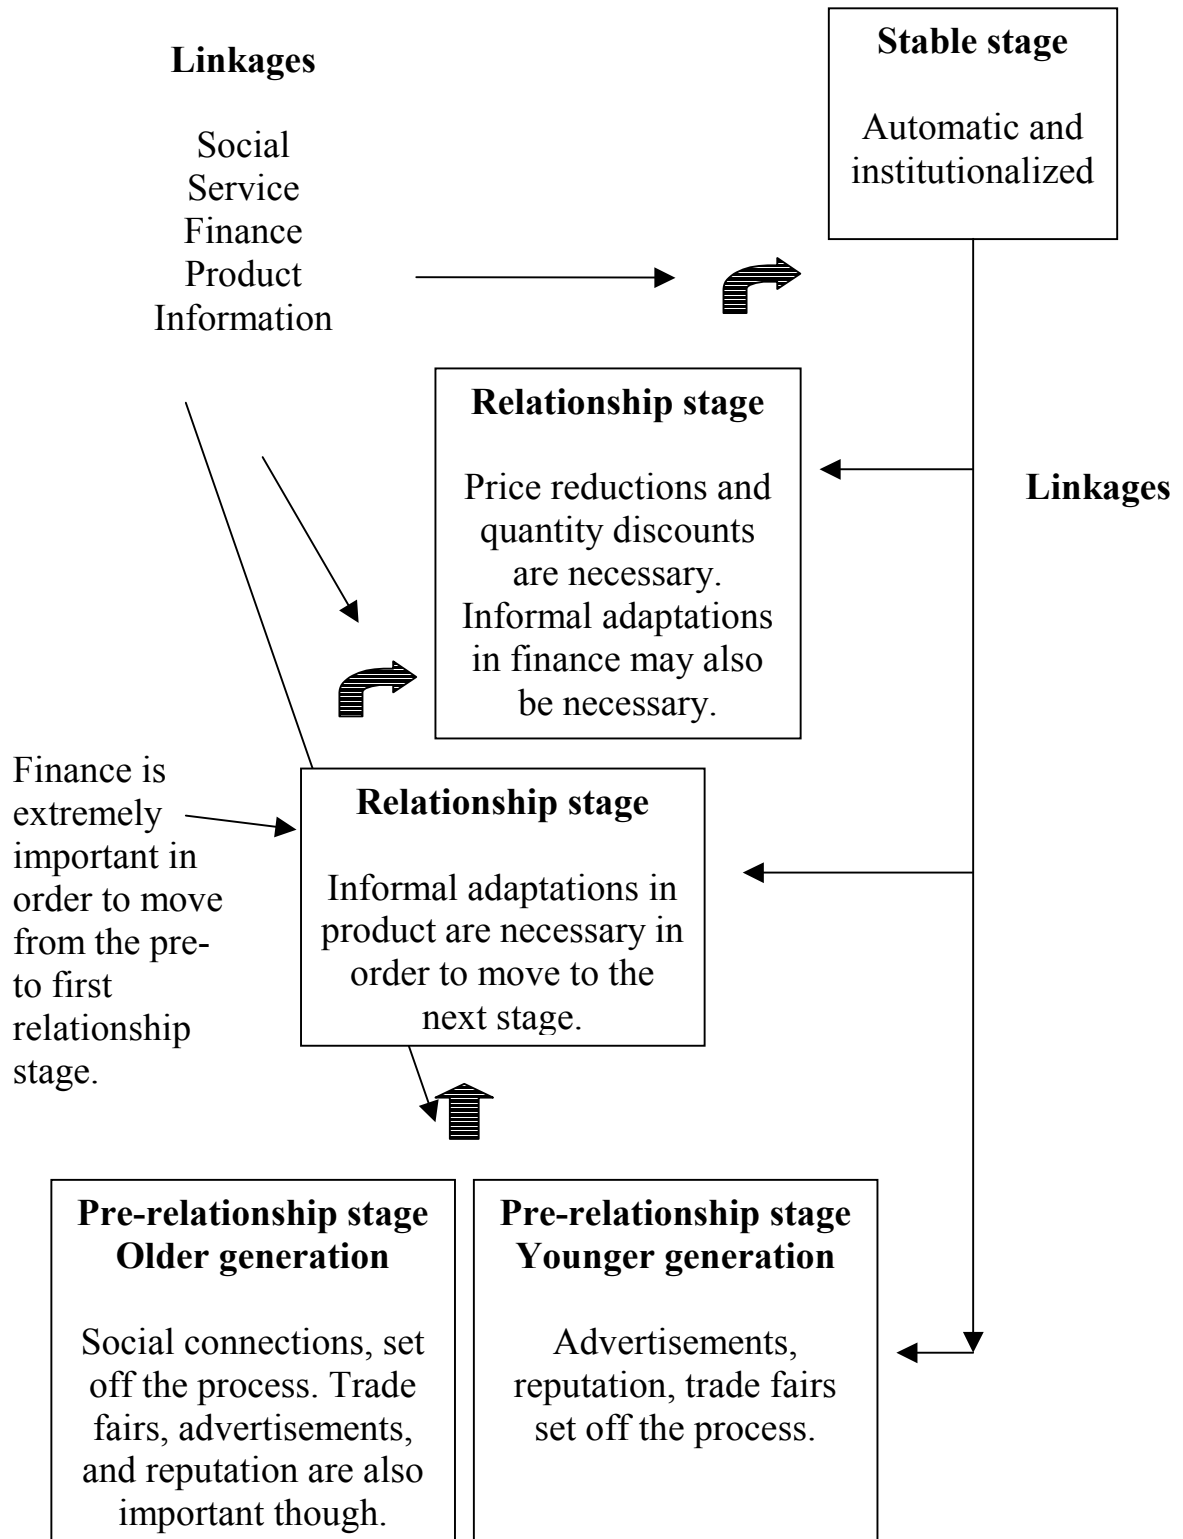 Linkages
Social
Service
Finance
Product
Information
Stable stage
Automatic and
institutionalized
Relationship stage
Price reductions and
quantity discounts
are necessary.
Informal adaptations
in finance may also
be necessary.
Linkages
Finance is
extremely
important in
order to move
from the pre-
to first
relationship
stage.
Relationship stage
Informal adaptations in
product are necessary in
order to move to the
next stage.
Pre-relationship stage
Older generation
Social connections, set
off the process. Trade
fairs, advertisements,
and reputation are also
important though.
Pre-relationship stage
Younger generation
Advertisements,
reputation, trade fairs
set off the process.